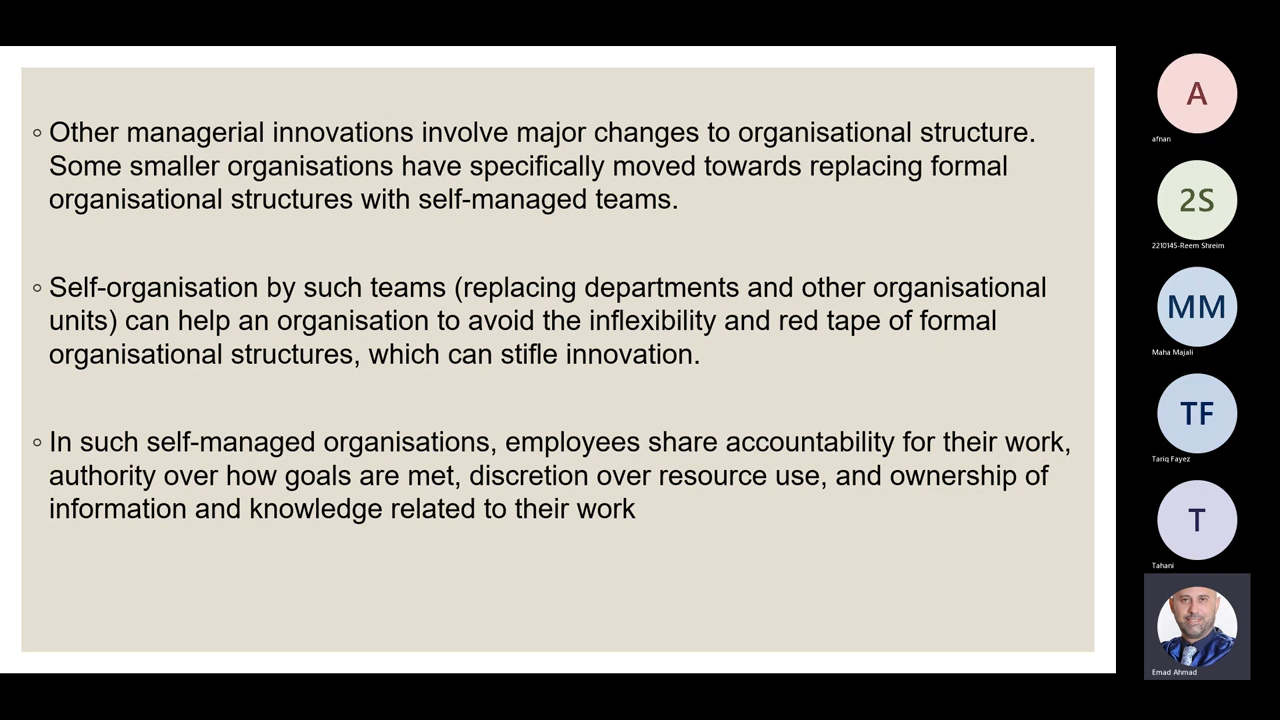 ◦ Other managerial innovations involve major changes to organisational structure.
Some smaller organisations have specifically moved towards replacing formal
organisational structures with self-managed teams.
◦ Self-organisation by such teams (replacing departments and other organisational
units) can help an organisation to avoid the inflexibility and red tape of formal
organisational structures, which can stifle innovation.
◦ In such self-managed organisations, employees share accountability for their work,
authority over how goals are met, discretion over resource use, and ownership of
information and knowledge related to their work
A
afnan
2S
2210145-Reem Shreim
MM
Maha Majali
TF
Tariq Fayez
T
Tahani
Emad Ahmad